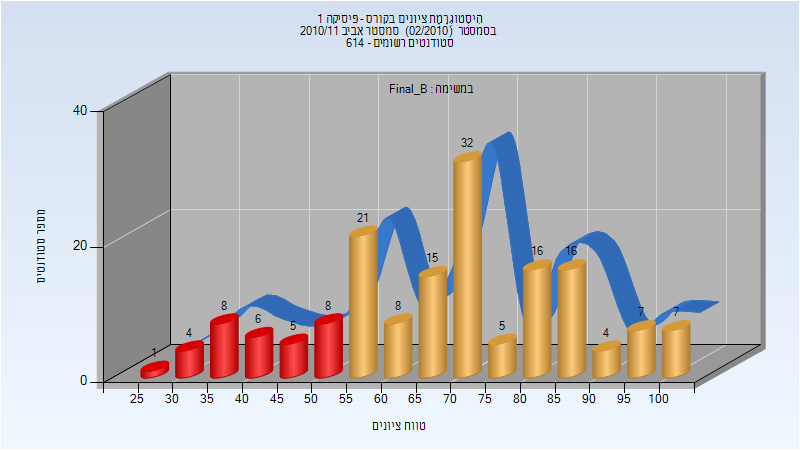 היסטוגרמת ציונים בקורס - פיסיקה 1
בסמסטר (02/2010) סמסטר אביב 2010/11
סטודנטים רשומים - 614
במשימה : Final_B
מספר סטודנטים
40
20
0
1
4
8
6
5
8
21
8
15
32
5
16
16
4
7
7
25 30 35 40 45 50 55 60 65 70 75 80 85 90 95 100
טווח ציונים